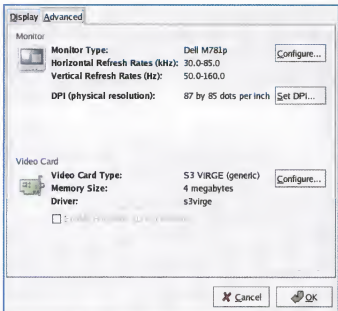 Display Advanced
Monitor
Monitor Type: Dell M781p
Horizontal Refresh Rates (kHz): 30.0-85.0
Configure...
Vertical Refresh Rates (Hz): 50.0-160.0
DPI (physical resolution): 87 by 85 dots per inch Set DPI...
Video Card
Video Card Type: S3 VIRGE (generic)
Configure...
Memory Size: 4 megabytes
Driver: s3virge
Cancel OK